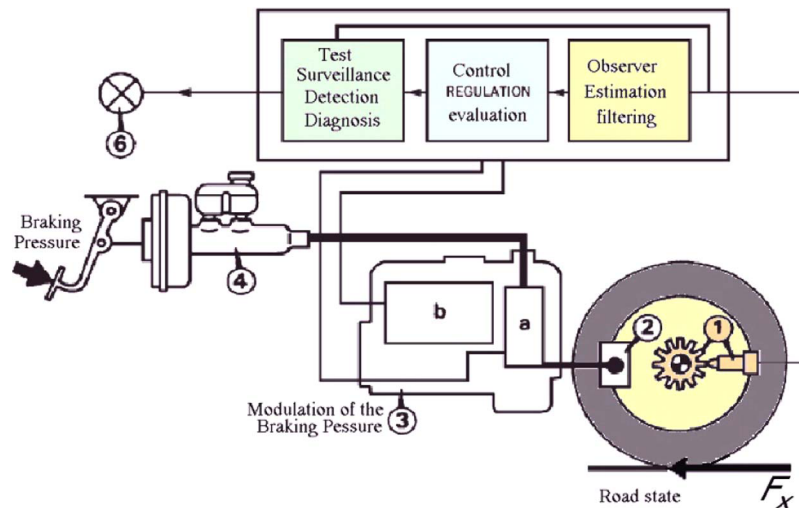 Test
Surveillance
Detection
Diagnosis
Control
REGULATION
evaluation
Observer
Estimation
filtering
6
Braking
Pressure
4
b
a
2
1
3
Modulation of the
Braking Pessure
Road state
Fx